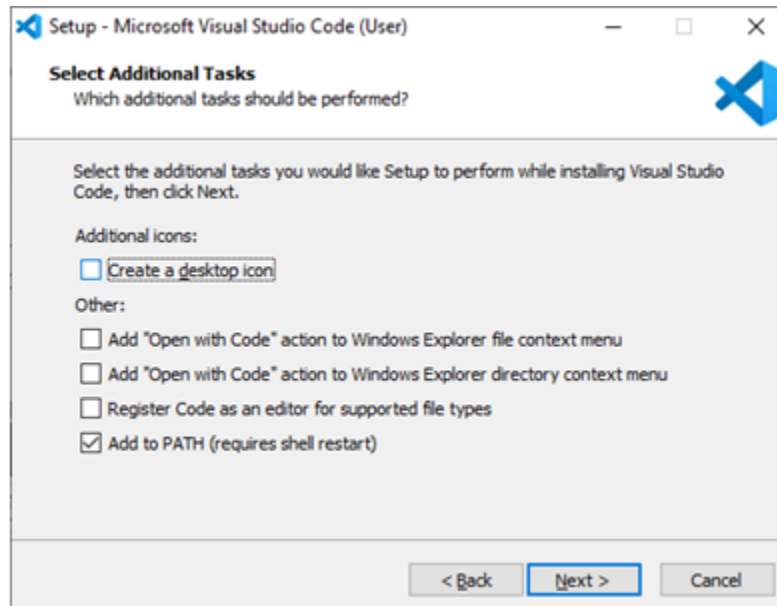 Setup - Microsoft Visual Studio Code (User)
Select Additional Tasks
Which additional tasks should be performed?
Select the additional tasks you would like Setup to perform while installing Visual Studio
Code, then click Next.
Additional icons:
Create a desktop icon
Other:
Add "Open with Code" action to Windows Explorer file context menu
Add "Open with Code" action to Windows Explorer directory context menu
Register Code as an editor for supported file types
Add to PATH (requires shell restart)
< Back Next > Cancel